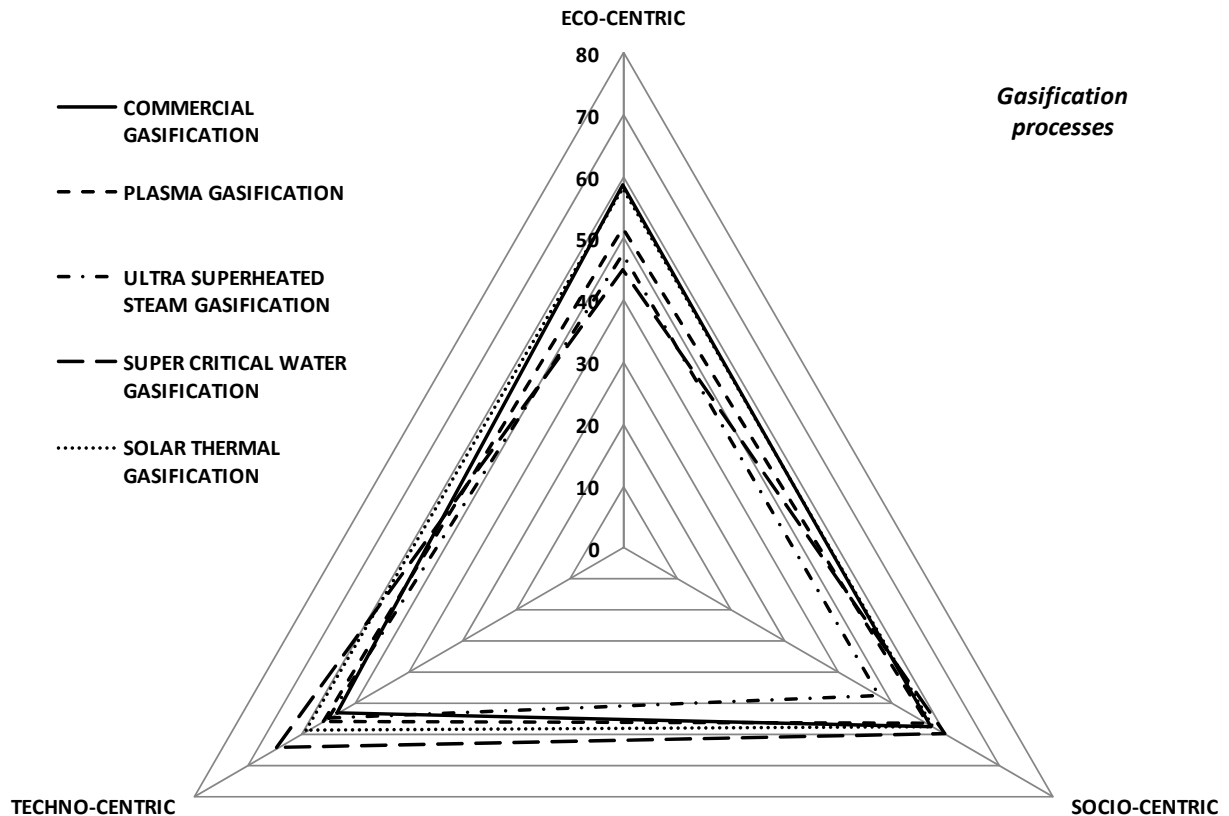 ECO-CENTRIC
Gasification
processes
COMMERCIAL
GASIFICATION
PLASMA GASIFICATION
ULTRA SUPERHEATED
STEAM GASIFICATION
SUPER CRITICAL WATER
GASIFICATION
SOLAR THERMAL
GASIFICATION
80
70
60
50
40
30
20
10
0
TECHNO-CENTRIC
SOCIO-CENTRIC